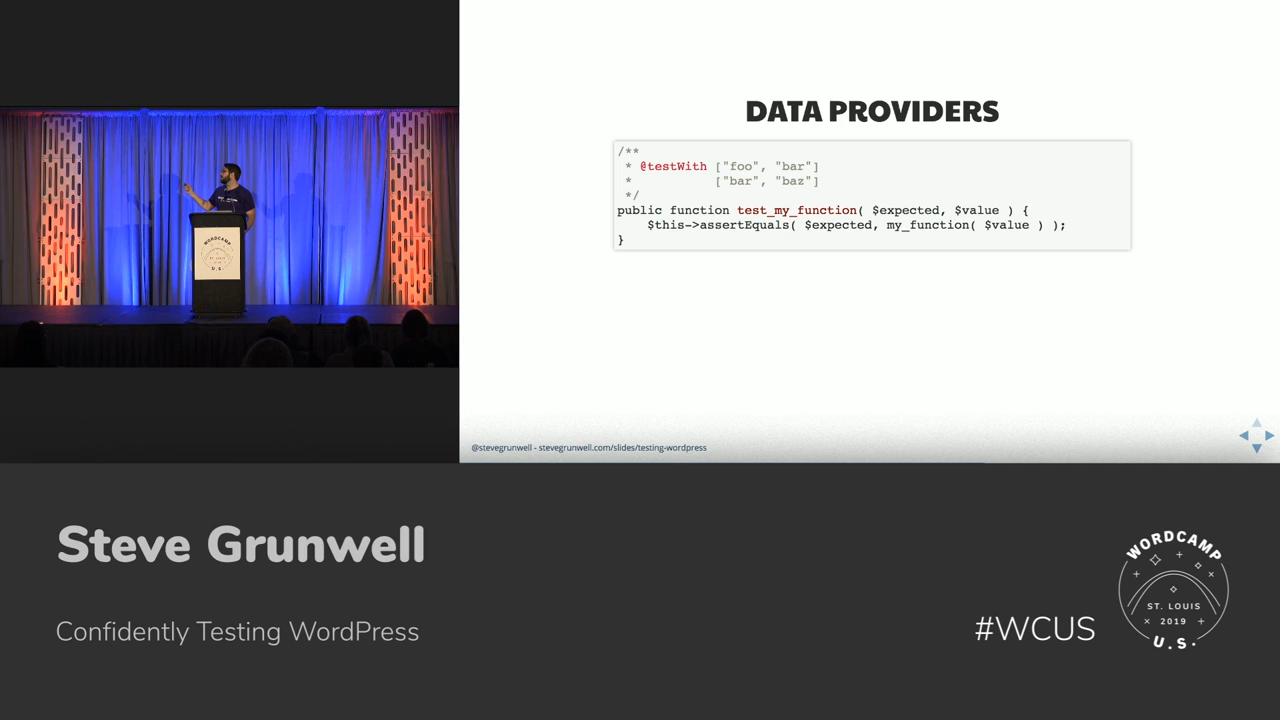 DATA PROVIDERS
/**
 * @testWith ["foo", "bar"]
 *           ["bar", "baz"]
 */
public function test_my_function( $expected, $value ) {
    $this->assertEquals( $expected, my_function( $value ) );
}
WORDCAMP
U.S.
@stevegrunwell - stevegrunwell.com/slides/testing-wordpress
Steve Grunwell
Confidently Testing WordPress
#WCUS
WORDCAMP
ST. LOUIS
2019
U.S.